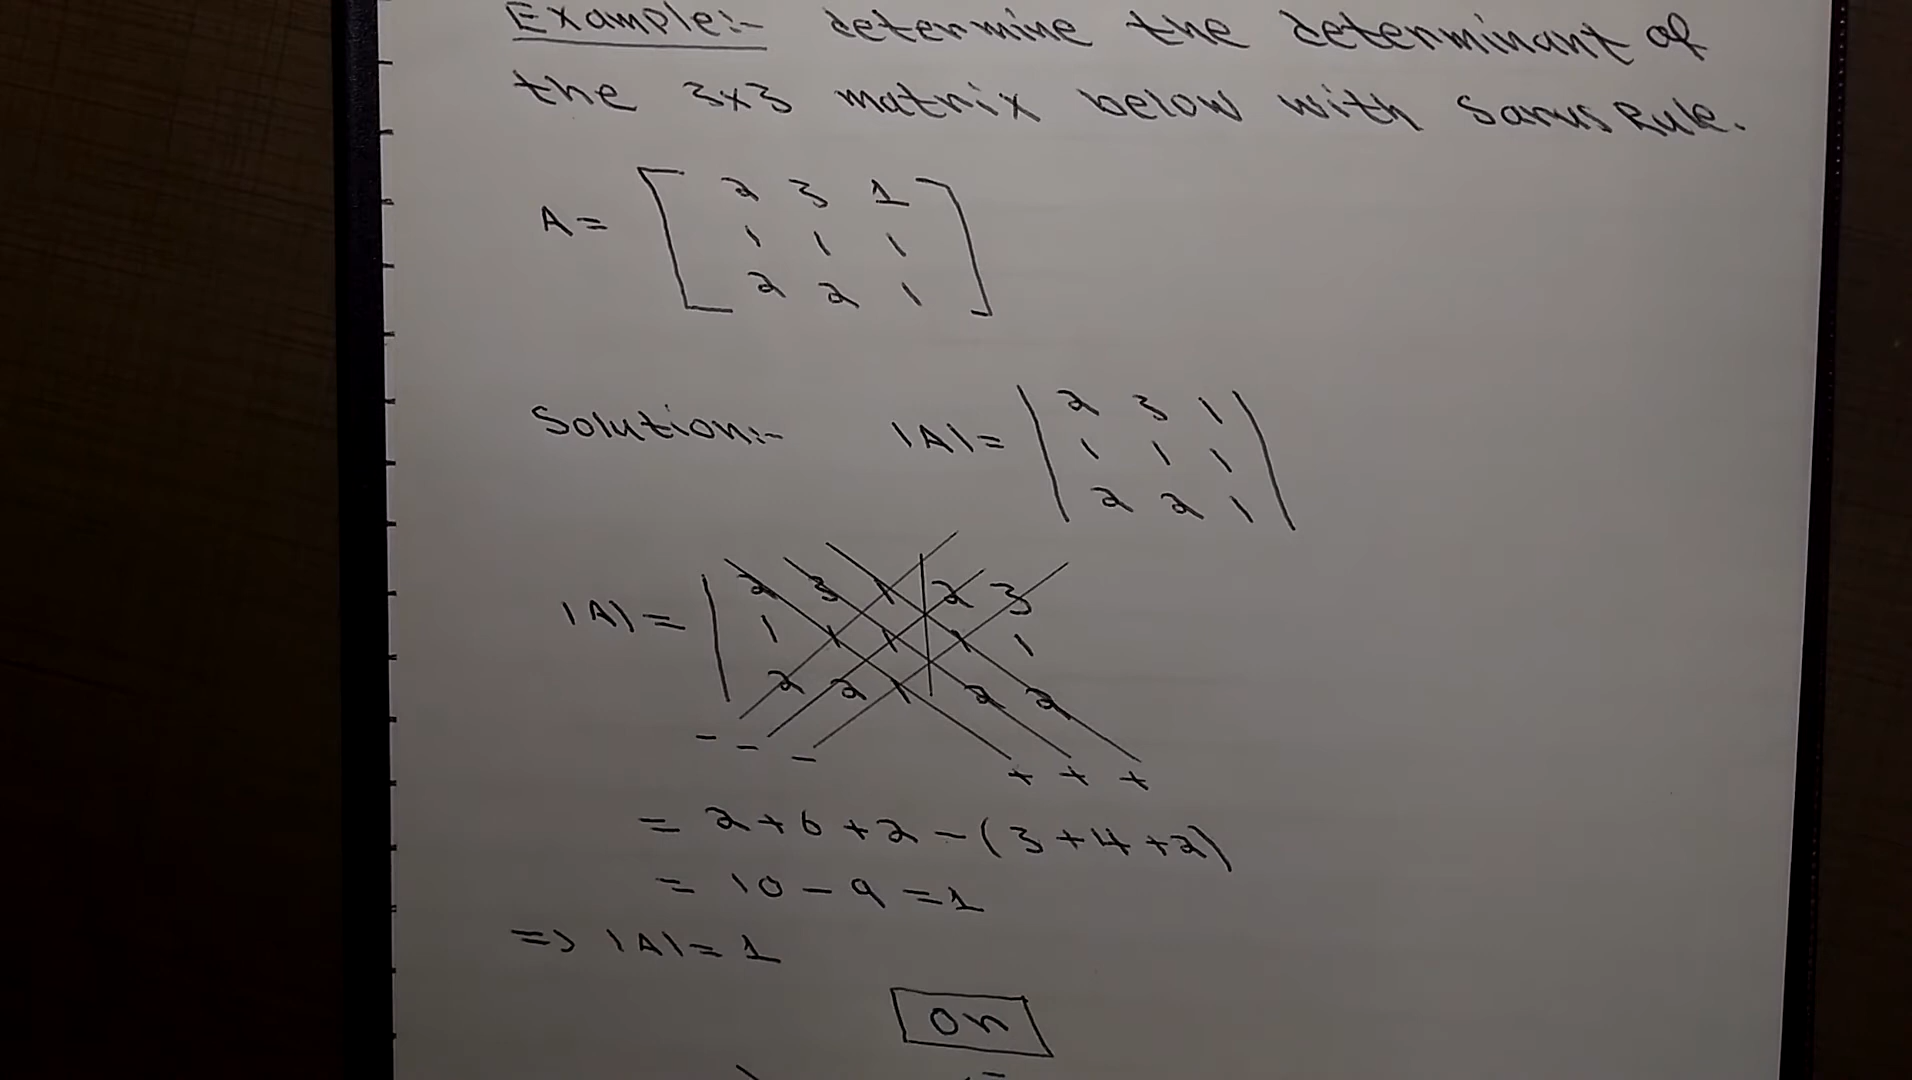 Example:- determine the determinant of
the 3x3 matrix below with Sarrus Rule.
2 3 1
A =
1 1 1
2 2 1
2 3 1
Solution:- |A| =
1 1 1
2 2 1
2 3 1 | 2 3
|A| = 1 1 1 1 1
2 2 1 2 2
- - - + + +
= 2+6+2-(3+4+2)
= 10-9=1
=> |A|=1